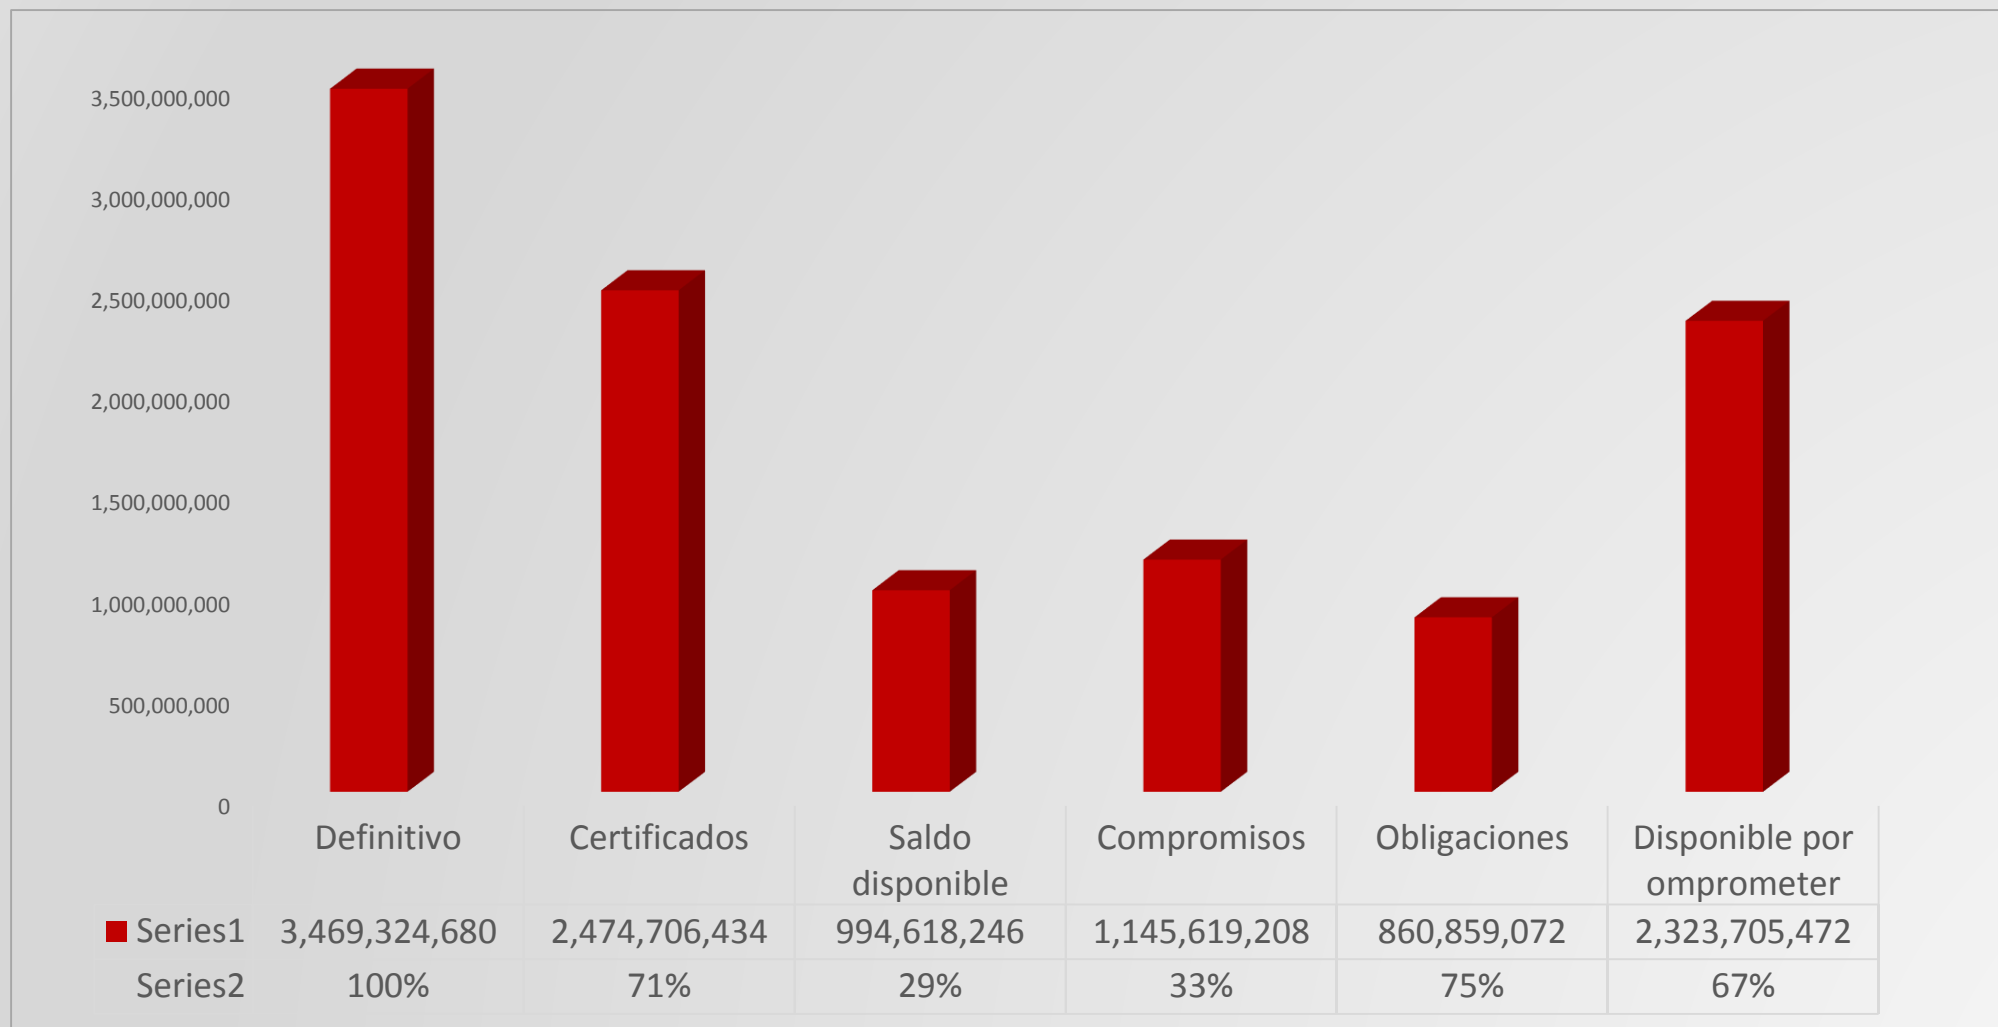 3,500,000,000
3,000,000,000
2,500,000,000
2,000,000,000
1,500,000,000
1,000,000,000
500,000,000
0
Definitivo Certificados Saldo disponible Compromisos Obligaciones Disponible por omprometer
Series1 3,469,324,680 2,474,706,434 994,618,246 1,145,619,208 860,859,072 2,323,705,472
Series2 100% 71% 29% 33% 75% 67%